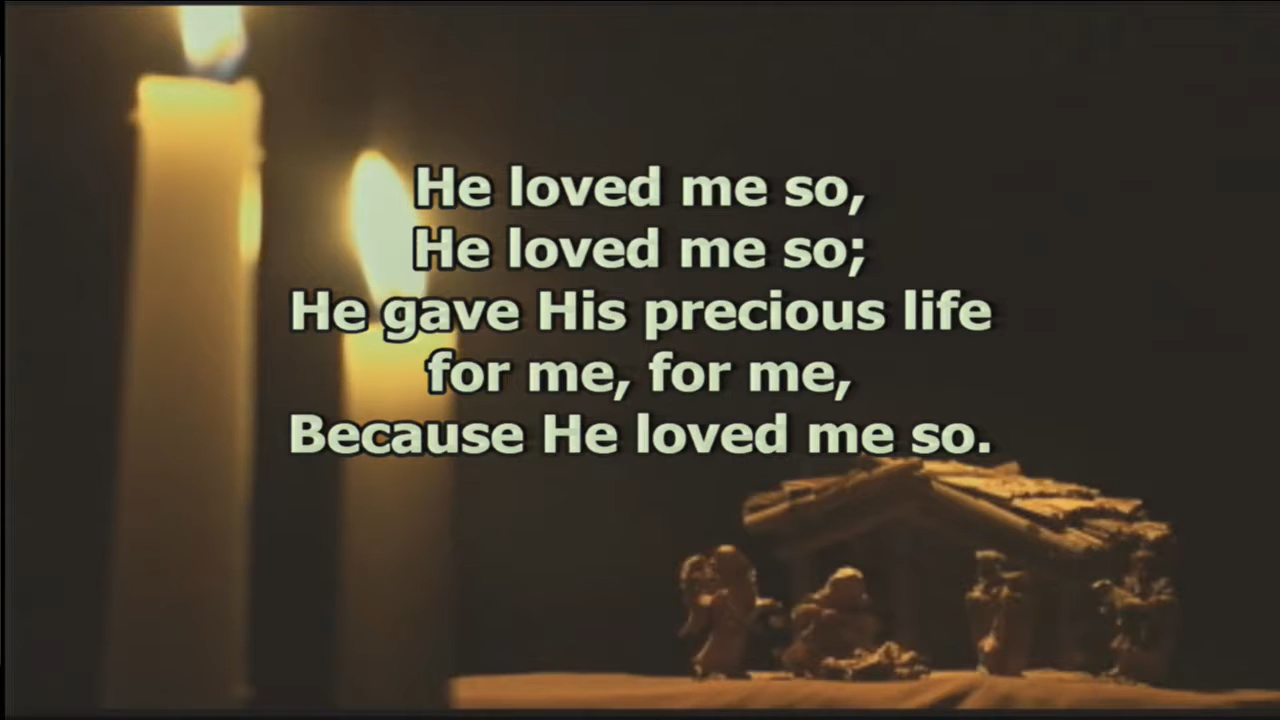 He loved me so,
He loved me so;
He gave His precious life
for me, for me,
Because He loved me so.